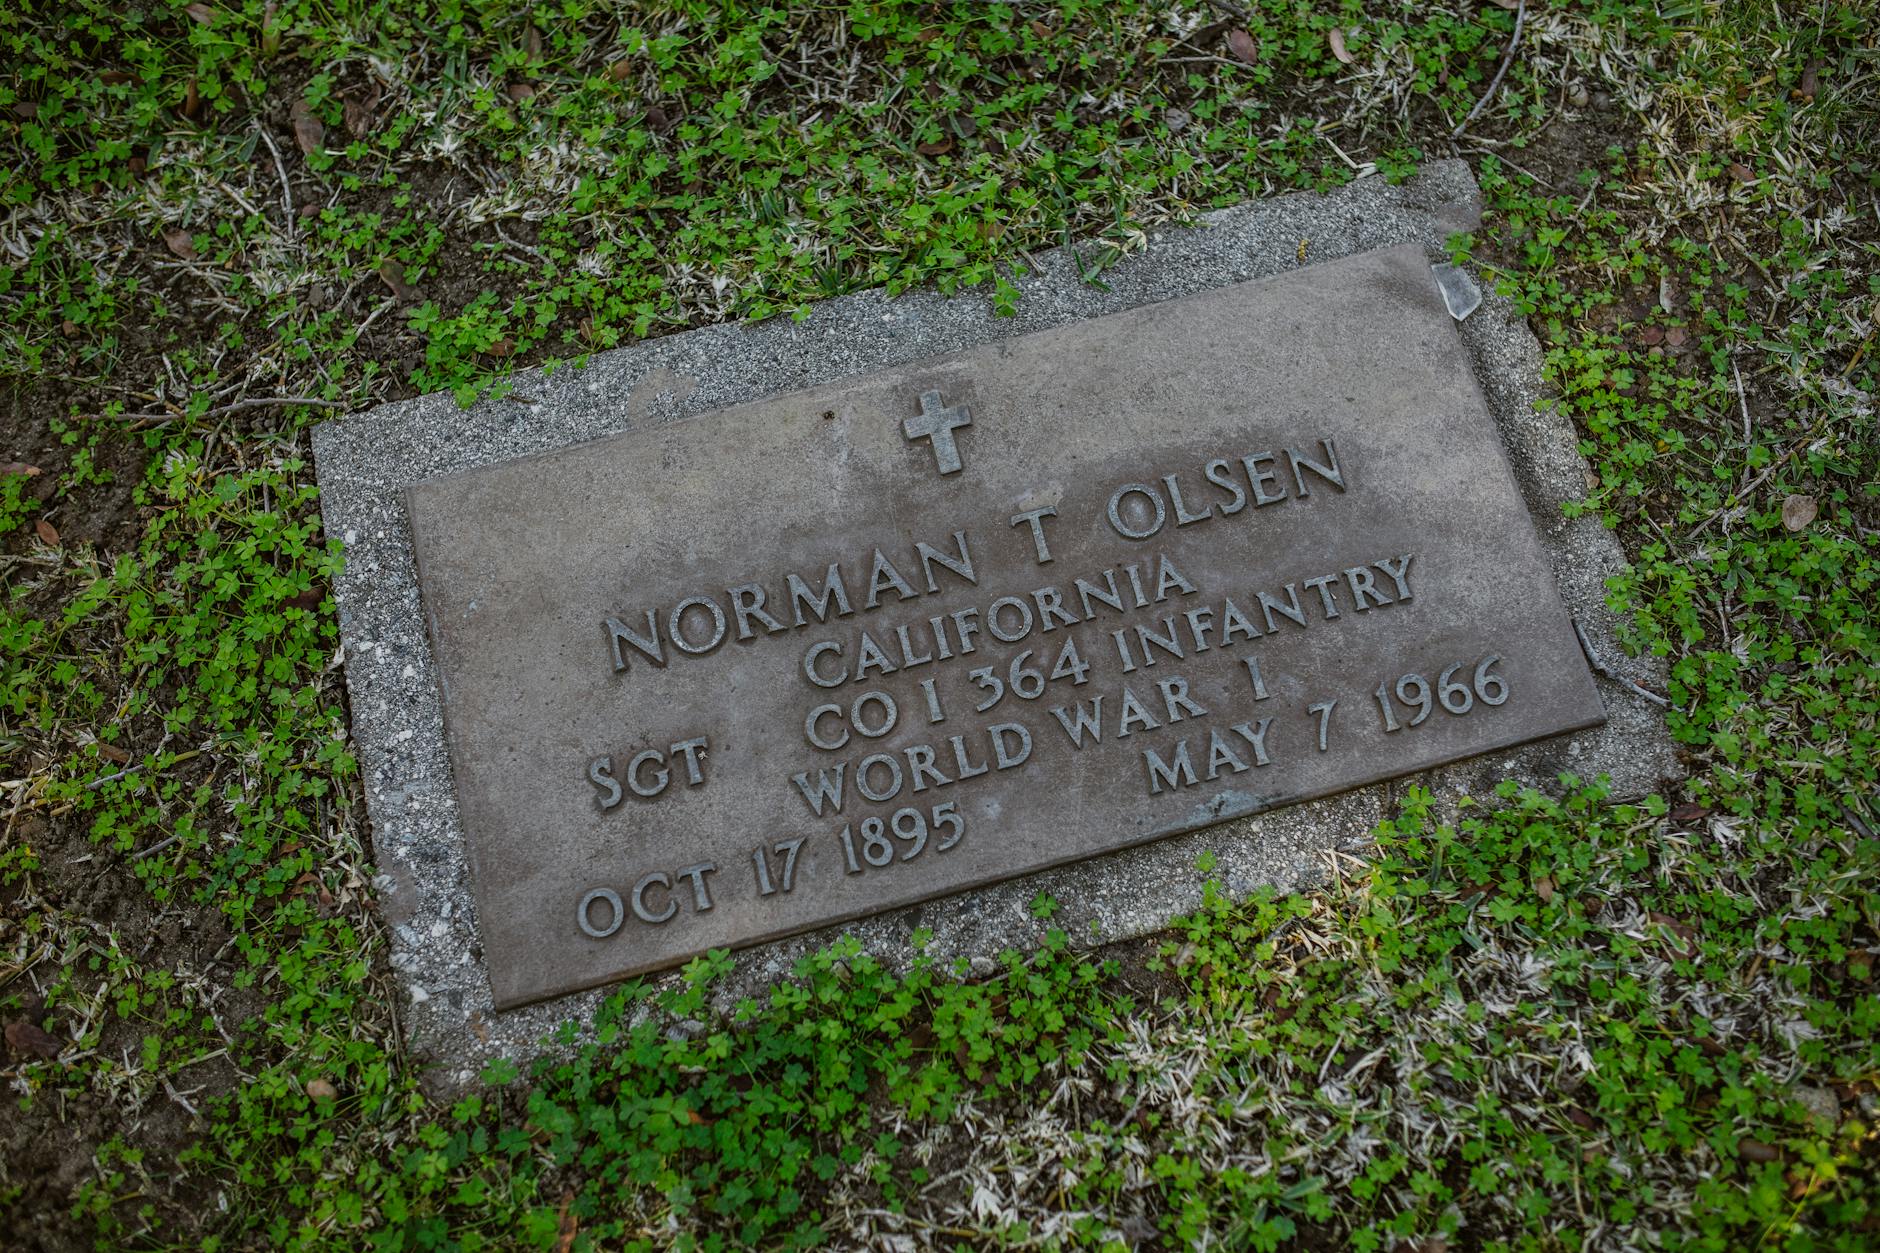 NORMAN T OLSEN
CALIFORNIA
SGT CO I 364 INFANTRY
WORLD WAR I
OCT 17 1895 MAY 7 1966